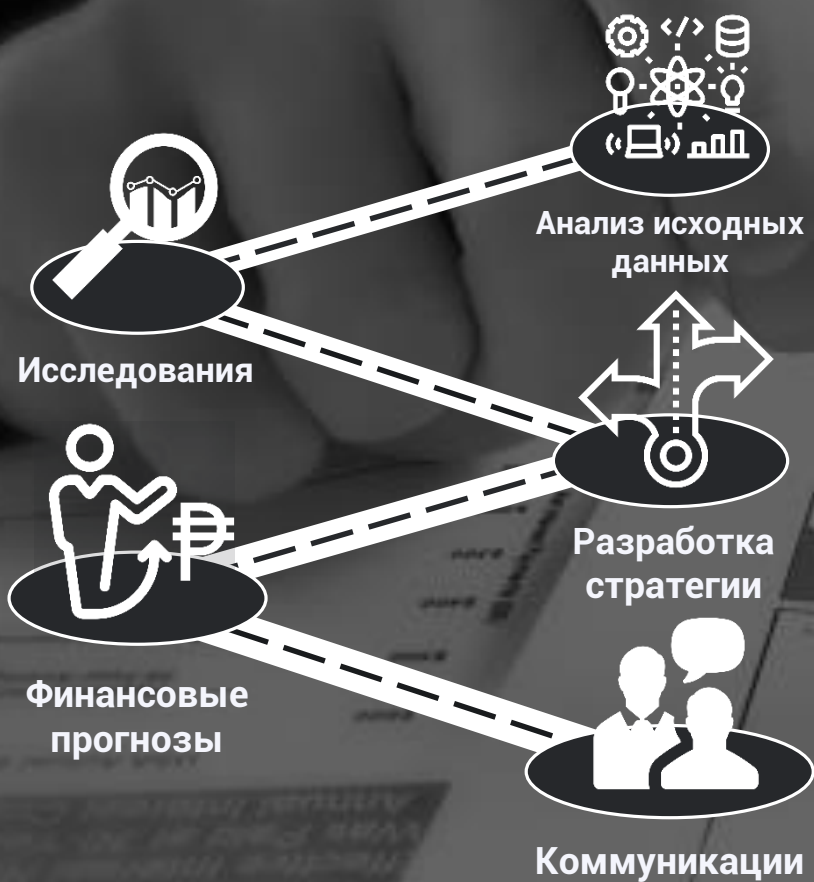 Анализ исходных
данных
Исследования
Разработка
стратегии
Финансовые
прогнозы
Коммуникации